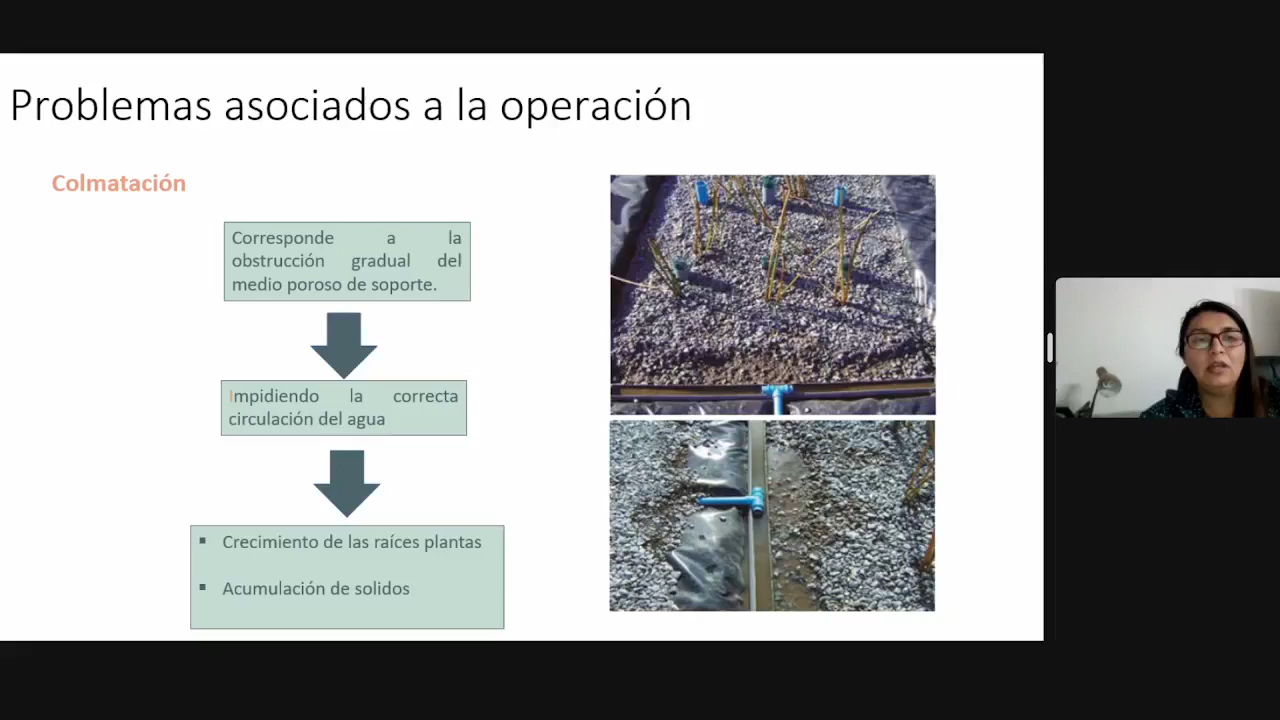 Problemas asociados a la operación
Colmatación
Corresponde a la
obstrucción gradual del
medio poroso de soporte.
Impidiendo la correcta
circulación del agua
▪ Crecimiento de las raíces plantas
▪ Acumulación de solidos